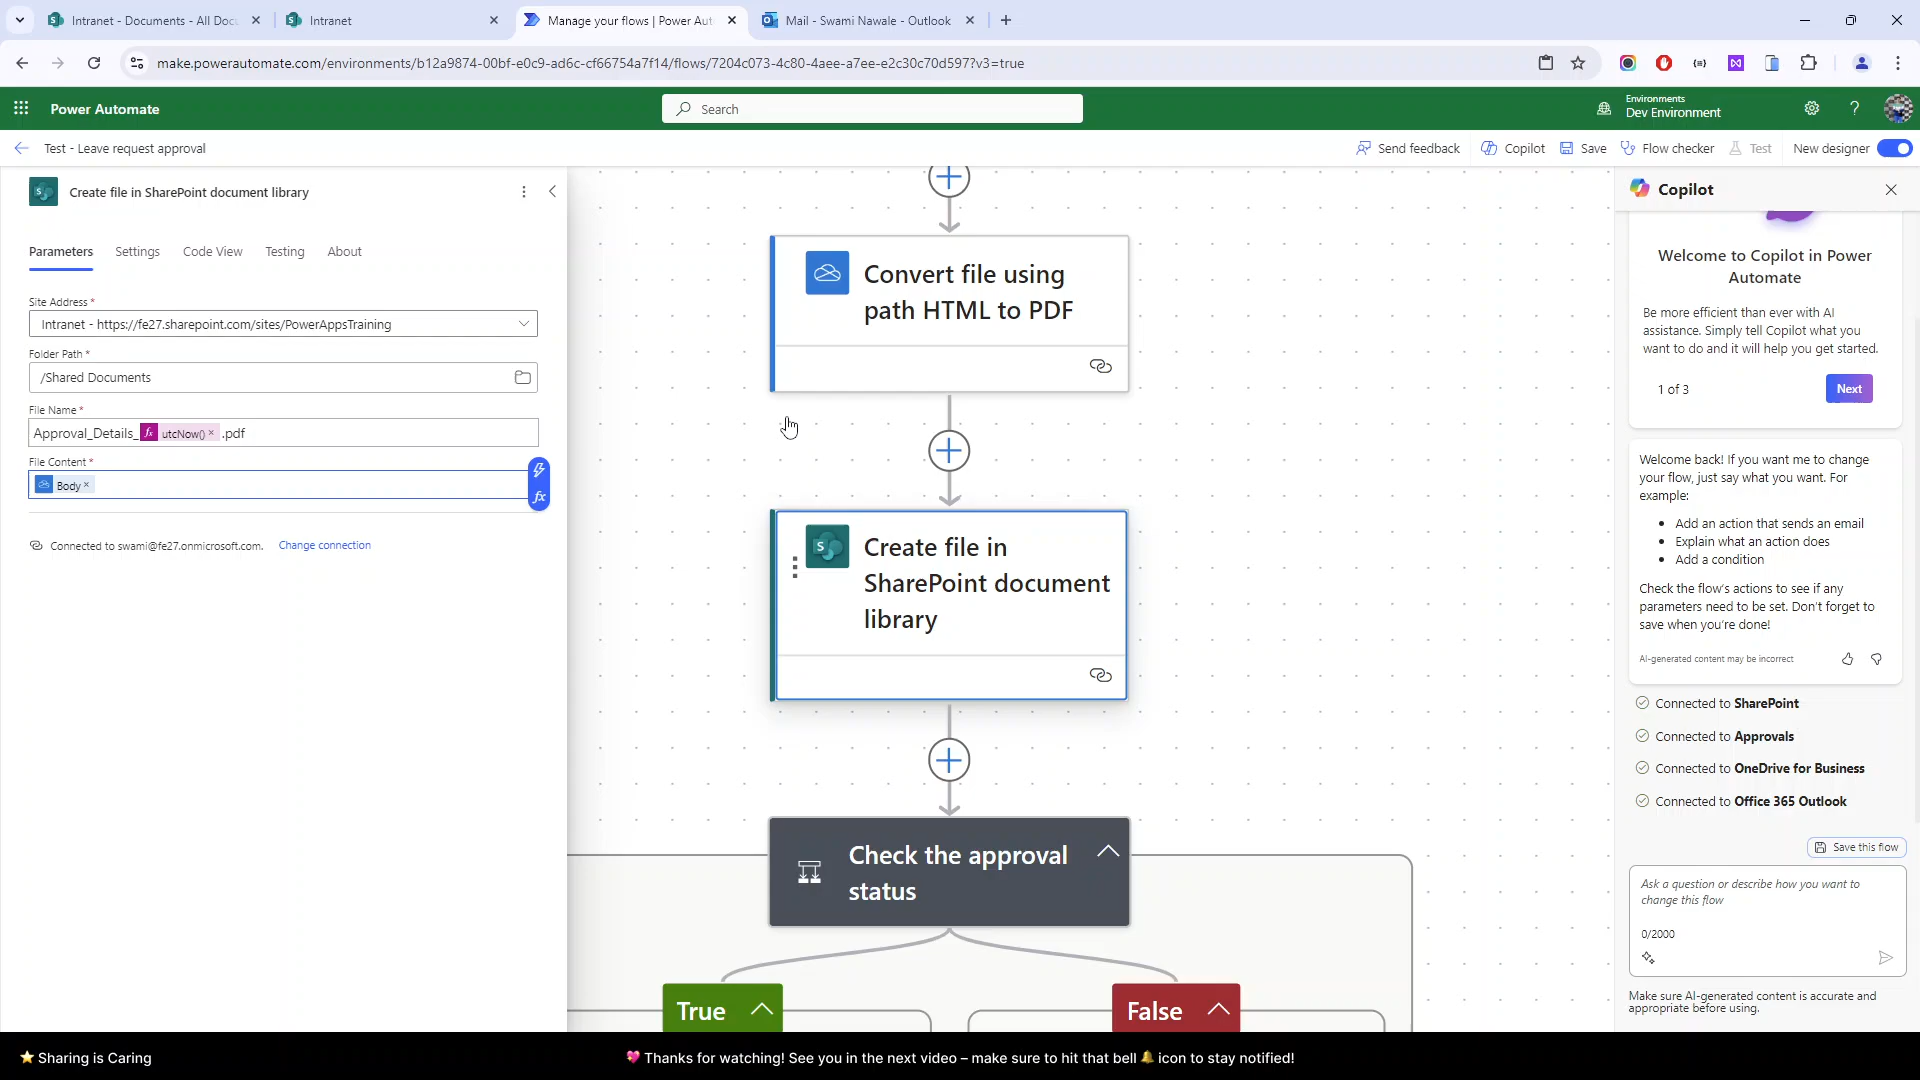 Intranet - Documents - All Docu
Intranet
Manage your flows | Power Aut
Mail - Swami Nawale - Outlook
make.powerautomate.com/environments/b12a9874-00bf-e0c9-ad6c-cf66754a7f14/flows/7204c073-4c80-4aee-a7ee-e2c30c70d597?v3=true
Power Automate
Search
Environments
Dev Environment
Test - Leave request approval
Send feedback
Copilot
Save
Flow checker
Test
New designer
Create file in SharePoint document library
Parameters
Settings
Code View
Testing
About
Site Address *
Intranet - https://fe27.sharepoint.com/sites/PowerAppsTraining
Folder Path *
/Shared Documents
File Name *
Approval_Details_ fx utcNow() × .pdf
File Content *
Body ×
fx
Connected to swami@fe27.onmicrosoft.com. Change connection
Convert file using
path HTML to PDF
Create file in
SharePoint document
library
Check the approval
status
True
False
Copilot
Welcome to Copilot in Power
Automate
Be more efficient than ever with AI
assistance. Simply tell Copilot what you
want to do and it will help you get started.
1 of 3
Next
Welcome back! If you want me to change
your flow, just say what you want. For
example:
• Add an action that sends an email
• Explain what an action does
• Add a condition
Check the flow's actions to see if any
parameters need to be set. Don't forget to
save when you're done!
AI-generated content may be incorrect
Connected to SharePoint
Connected to Approvals
Connected to OneDrive for Business
Connected to Office 365 Outlook
Save this flow
Ask a question or describe how you want to
change this flow
0/2000
Make sure AI-generated content is accurate and
appropriate before using.
⭐ Sharing is Caring
💖 Thanks for watching! See you in the next video – make sure to hit that bell 🔔 icon to stay notified!